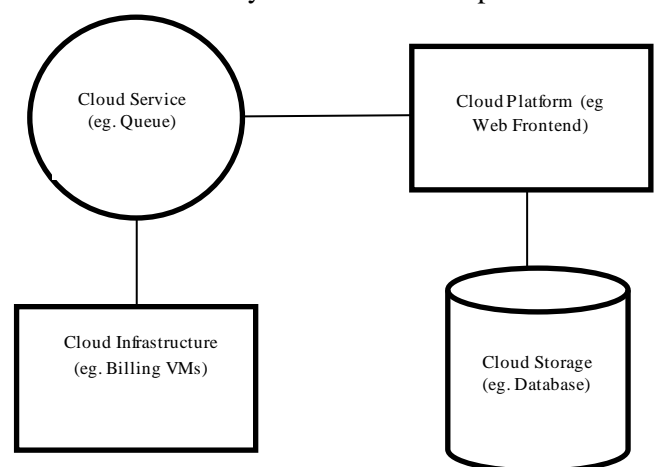 Cloud Service
(eg. Queue)
Cloud Platform (eg
Web Frontend)
Cloud Infrastructure
(eg. Billing VMs)
Cloud Storage
(eg. Database)